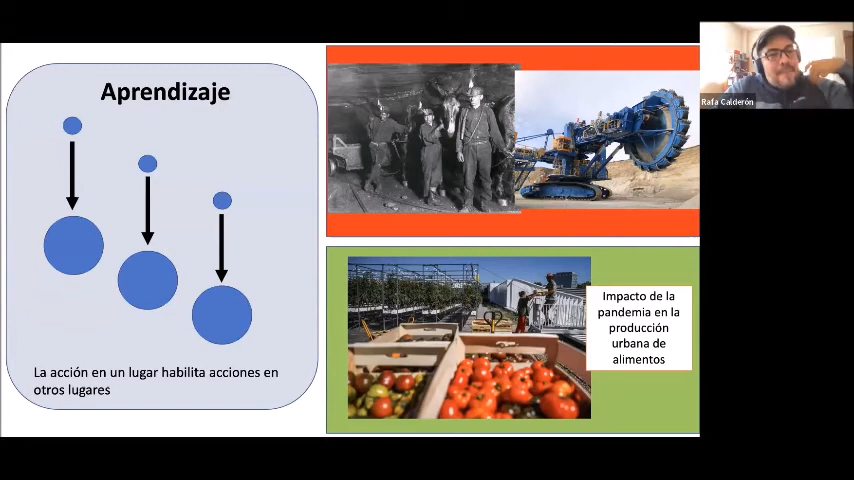 Aprendizaje
La acción en un lugar habilita acciones en
otros lugares
Impacto de la
pandemia en la
producción
urbana de
alimentos
Rafa Calderón